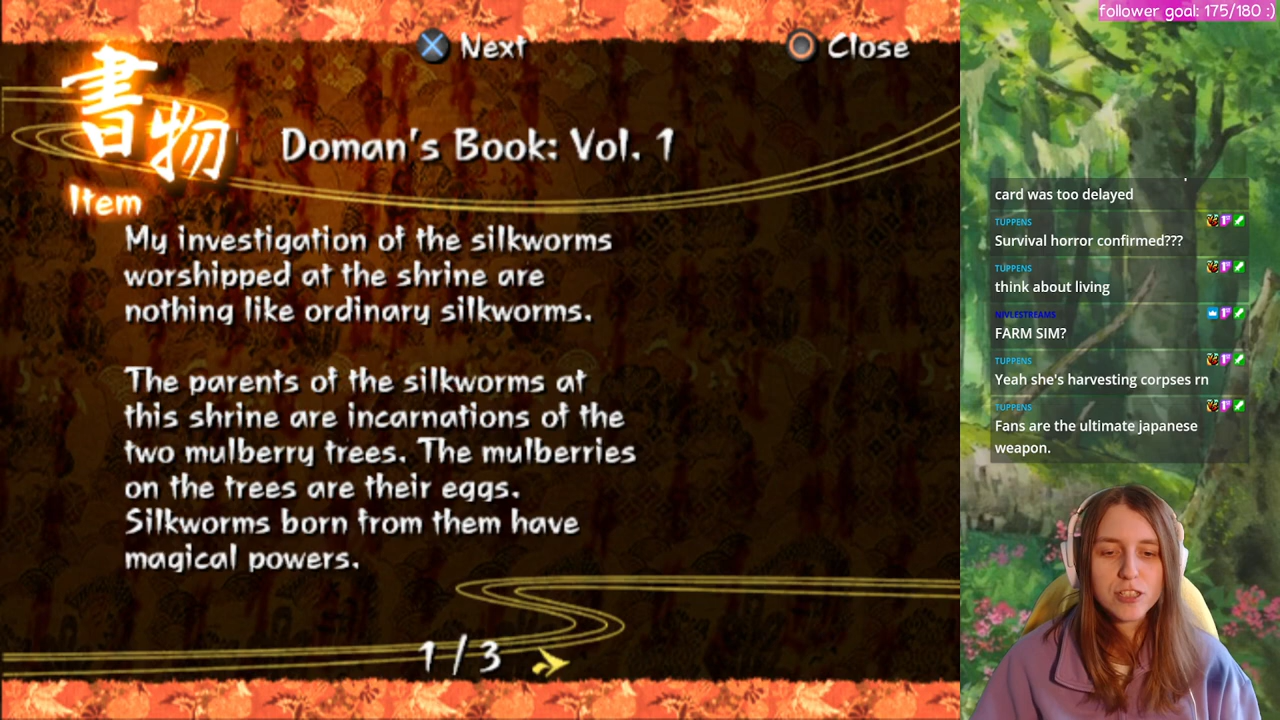 follower goal: 175/180 :)
Next
Close
書物
Item
Doman's Book: Vol. 1
My investigation of the silkworms
worshipped at the shrine are
nothing like ordinary silkworms.
The parents of the silkworms at
this shrine are incarnations of the
two mulberry trees. The mulberries
on the trees are their eggs.
Silkworms born from them have
magical powers.
1 / 3
card was too delayed
TUPPENS
Survival horror confirmed???
TUPPENS
think about living
NIVLESTREAMS
FARM SIM?
TUPPENS
Yeah she's harvesting corpses rn
TUPPENS
Fans are the ultimate japanese
weapon.